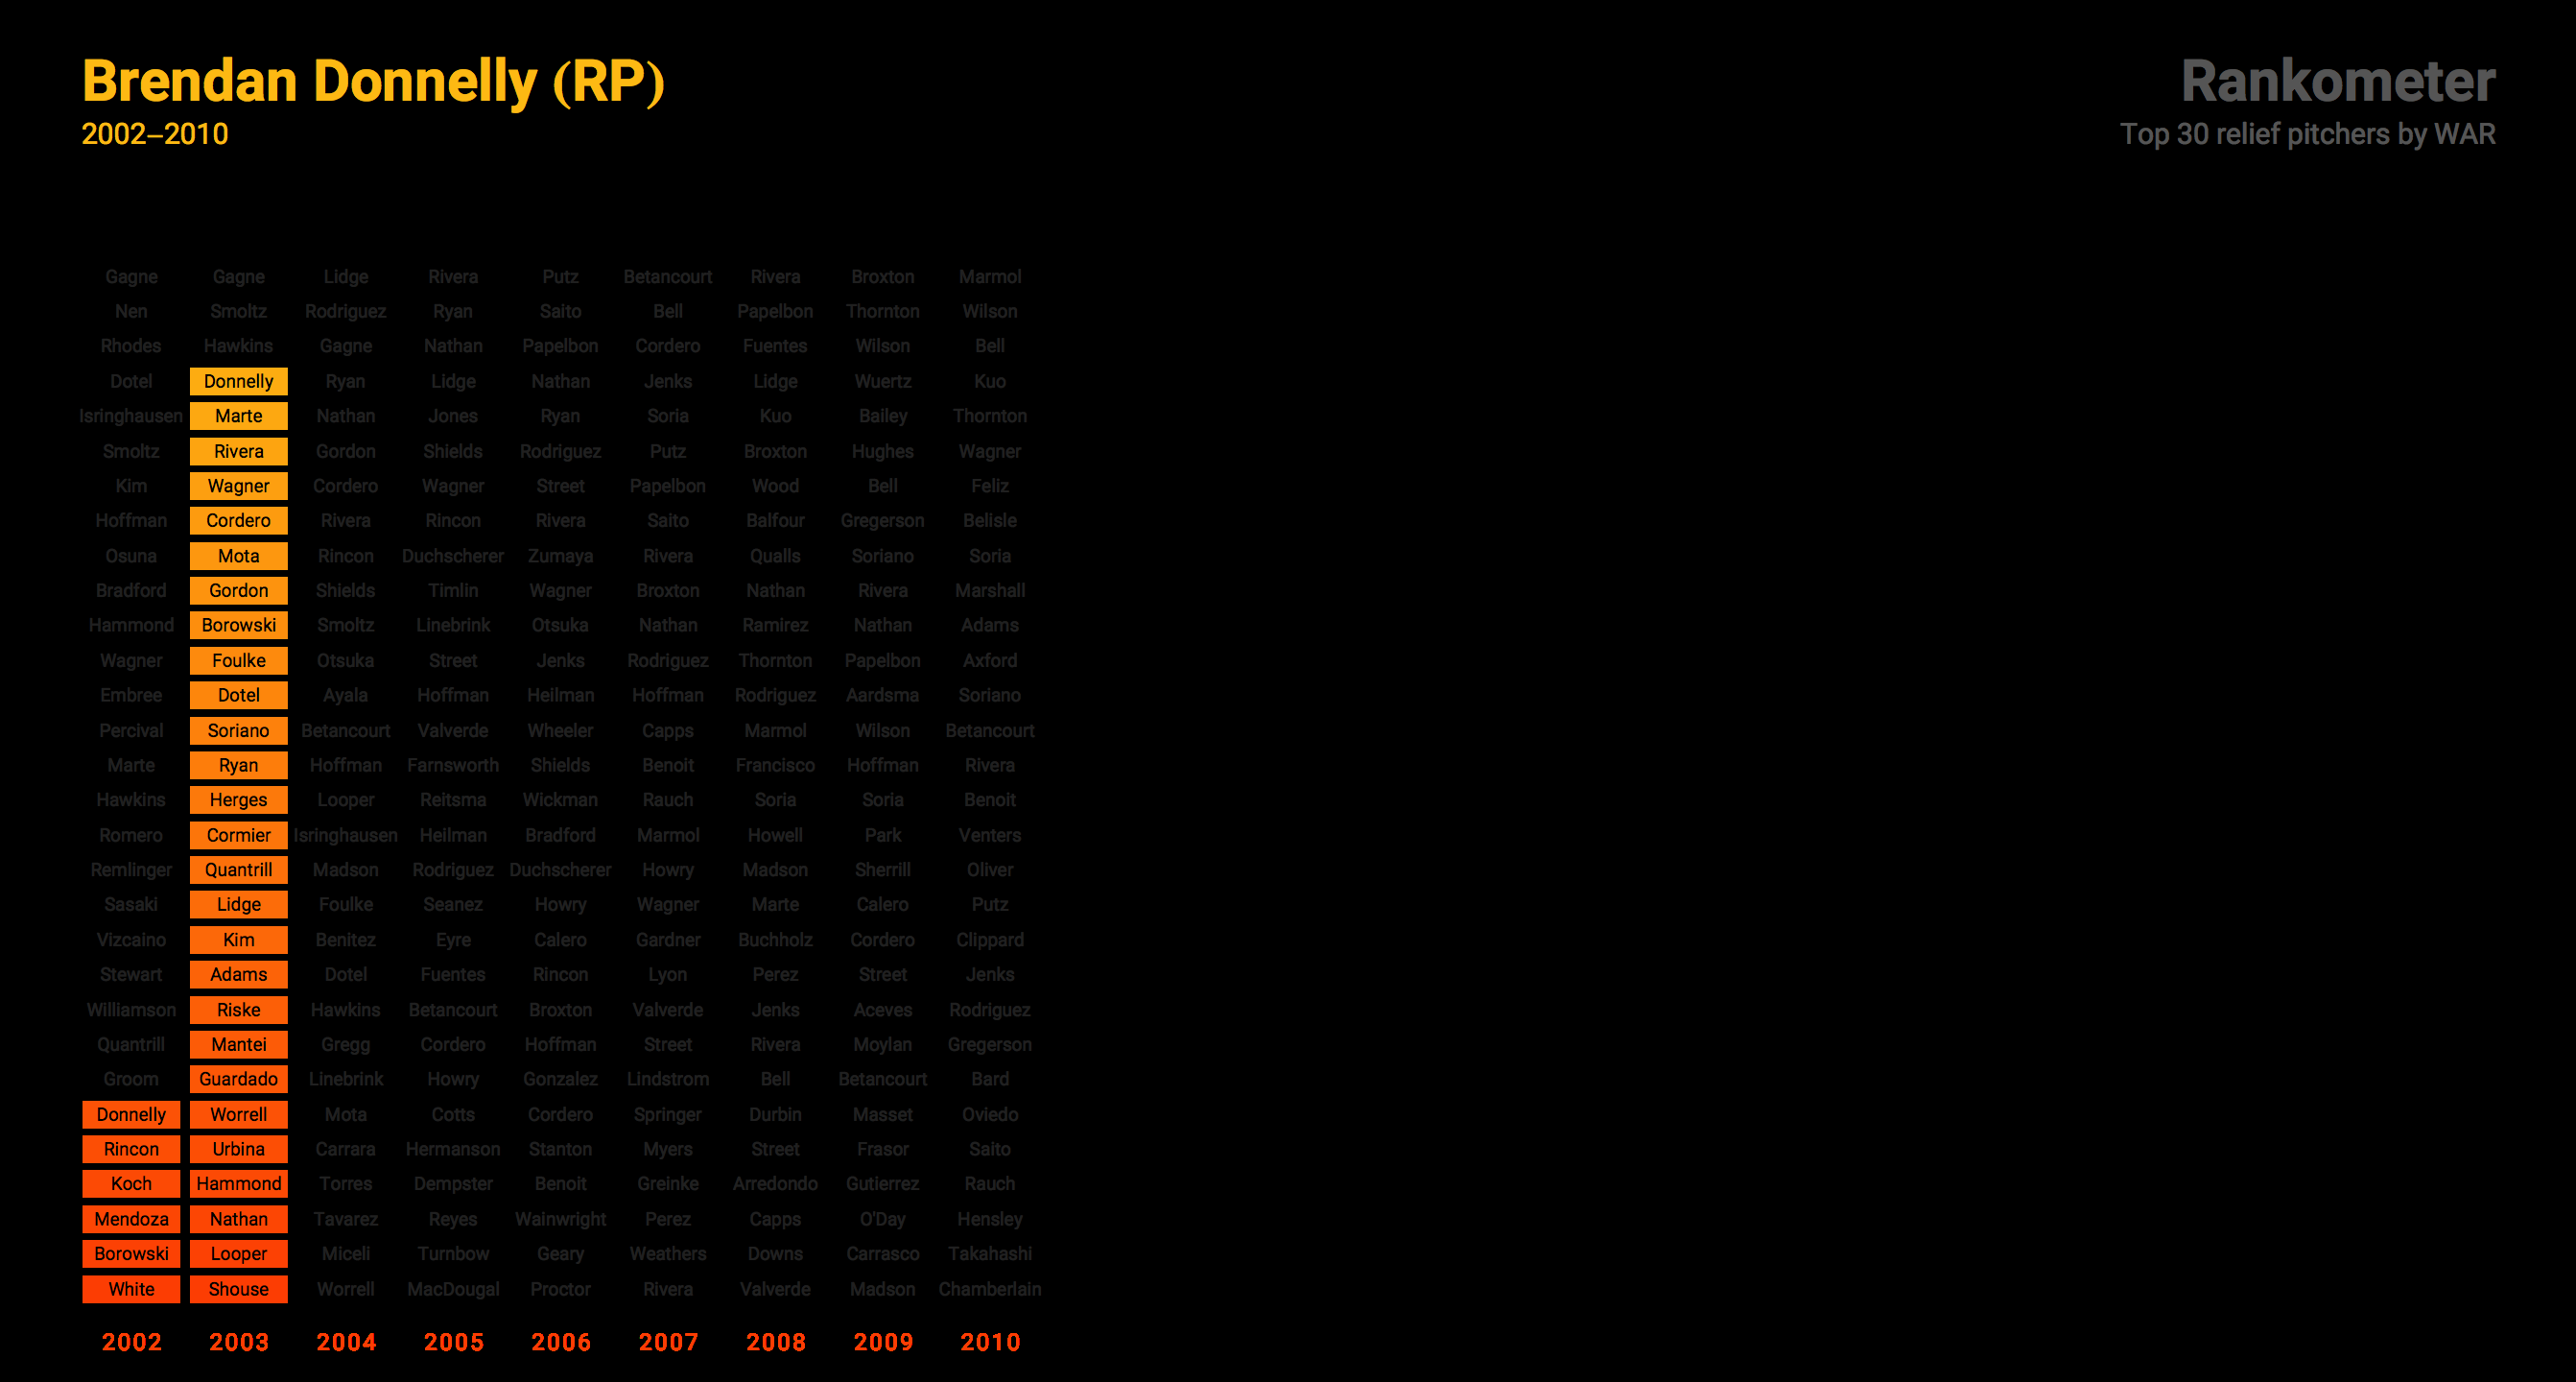 Brendan Donnelly (RP)
2002–2010
Rankometer
Top 30 relief pitchers by WAR
Gagne Gagne Lidge Rivera Putz Betancourt Rivera Broxton Marmol
Nen Smoltz Rodriguez Ryan Saito Bell Papelbon Thornton Wilson
Rhodes Hawkins Gagne Nathan Papelbon Cordero Fuentes Wilson Bell
Dotel Donnelly Ryan Lidge Nathan Jenks Lidge Wuertz Kuo
Isringhausen Marte Nathan Jones Ryan Soria Kuo Bailey Thornton
Smoltz Rivera Gordon Shields Rodriguez Putz Broxton Hughes Wagner
Kim Wagner Cordero Wagner Street Papelbon Wood Bell Feliz
Hoffman Cordero Rivera Rincon Rivera Saito Balfour Gregerson Belisle
Osuna Mota Rincon Duchscherer Zumaya Rivera Qualls Soriano Soria
Bradford Gordon Shields Timlin Wagner Broxton Nathan Rivera Marshall
Hammond Borowski Smoltz Linebrink Otsuka Nathan Ramirez Nathan Adams
Wagner Foulke Otsuka Street Jenks Rodriguez Thornton Papelbon Axford
Embree Dotel Ayala Hoffman Heilman Hoffman Rodriguez Aardsma Soriano
Percival Soriano Betancourt Valverde Wheeler Capps Marmol Wilson Betancourt
Marte Ryan Hoffman Farnsworth Shields Benoit Francisco Hoffman Rivera
Hawkins Herges Looper Reitsma Wickman Rauch Soria Soria Benoit
Romero Cormier Isringhausen Heilman Bradford Marmol Howell Park Venters
Remlinger Quantrill Madson Rodriguez Duchscherer Howry Madson Sherrill Oliver
Sasaki Lidge Foulke Seanez Howry Wagner Marte Calero Putz
Vizcaino Kim Benitez Eyre Calero Gardner Buchholz Cordero Clippard
Stewart Adams Dotel Fuentes Rincon Lyon Perez Street Jenks
Williamson Riske Hawkins Betancourt Broxton Valverde Jenks Aceves Rodriguez
Quantrill Mantei Gregg Cordero Hoffman Street Rivera Moylan Gregerson
Groom Guardado Linebrink Howry Gonzalez Lindstrom Bell Betancourt Bard
Donnelly Worrell Mota Cotts Cordero Springer Durbin Masset Oviedo
Rincon Urbina Carrara Hermanson Stanton Myers Street Frasor Saito
Koch Hammond Torres Dempster Benoit Greinke Arredondo Gutierrez Rauch
Mendoza Nathan Tavarez Reyes Wainwright Perez Capps O'Day Hensley
Borowski Looper Miceli Turnbow Geary Weathers Downs Carrasco Takahashi
White Shouse Worrell MacDougal Proctor Rivera Valverde Madson Chamberlain
2002 2003 2004 2005 2006 2007 2008 2009 2010